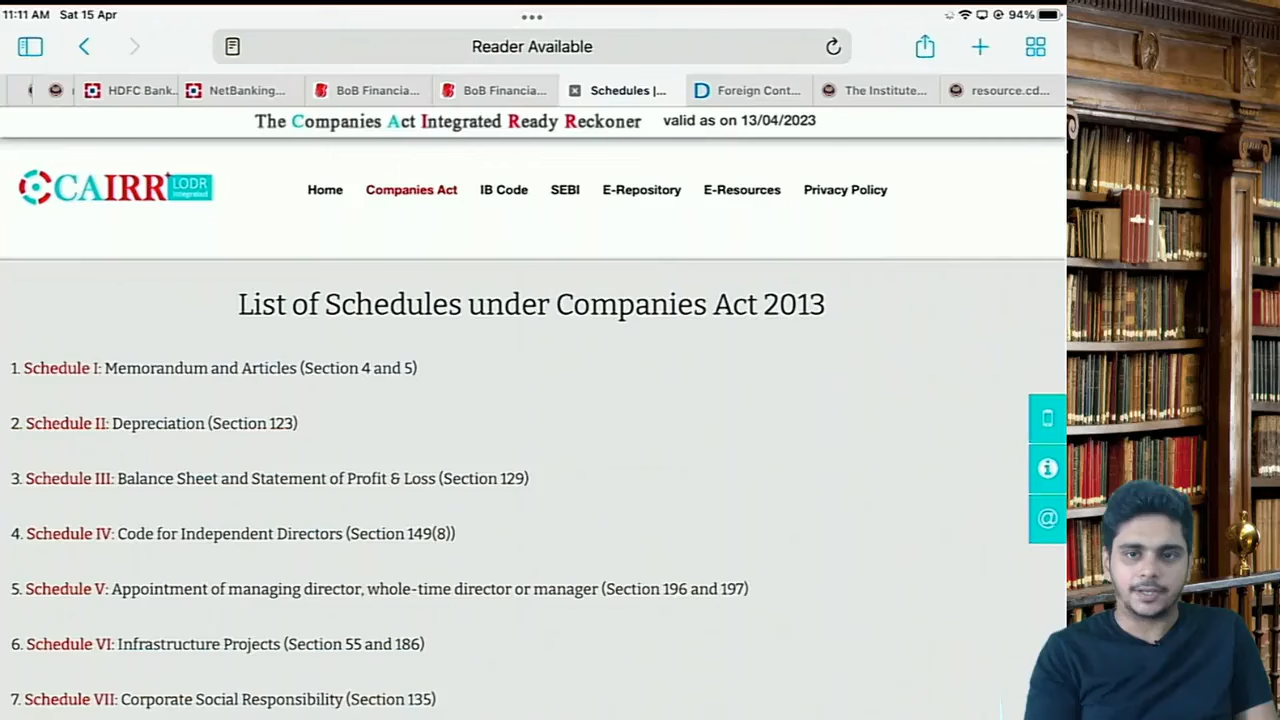 11:11 AM Sat 15 Apr
94%
Reader Available
HDFC Bank..
NetBanking...
BoB Financia...
BoB Financia...
Schedules |...
Foreign Cont...
The Institute...
resource.cd...
The Companies Act Integrated Ready Reckoner valid as on 13/04/2023
CAIRR LODR Integrated
Home Companies Act IB Code SEBI E-Repository E-Resources Privacy Policy
List of Schedules under Companies Act 2013
1. Schedule I: Memorandum and Articles (Section 4 and 5)
2. Schedule II: Depreciation (Section 123)
3. Schedule III: Balance Sheet and Statement of Profit & Loss (Section 129)
4. Schedule IV: Code for Independent Directors (Section 149(8))
5. Schedule V: Appointment of managing director, whole-time director or manager (Section 196 and 197)
6. Schedule VI: Infrastructure Projects (Section 55 and 186)
7. Schedule VII: Corporate Social Responsibility (Section 135)